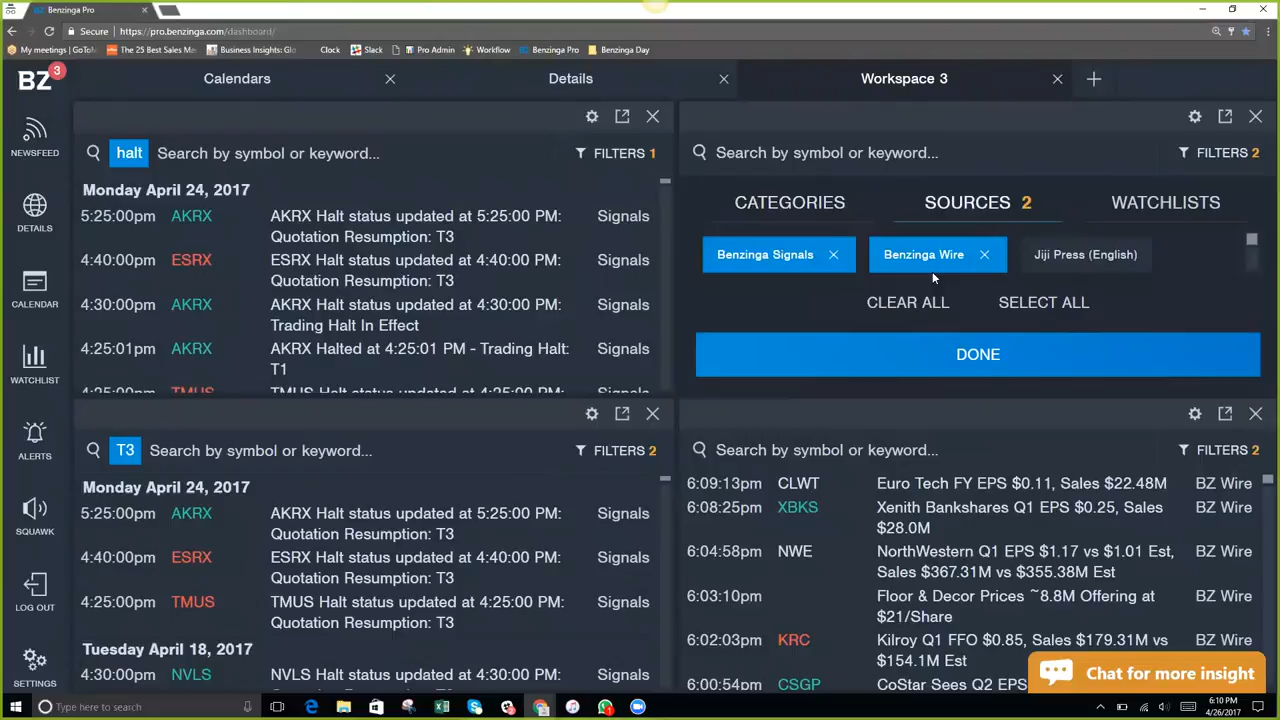 Benzinga Pro
Secure
https://pro.benzinga.com/dashboard/
My meetings | GoToM
The 25 Best Sales Me
Business Insights: Glo
Clock
Slack
Pro Admin
Workflow
Benzinga Pro
Benzinga Day
BZ
3
Calendars
Details
Workspace 3
NEWSFEED
DETAILS
CALENDAR
WATCHLIST
ALERTS
SQUAWK
LOG OUT
SETTINGS
halt
Search by symbol or keyword...
FILTERS 1
Monday April 24, 2017
5:25:00pm AKRX AKRX Halt status updated at 5:25:00 PM: Signals
Quotation Resumption: T3
4:40:00pm ESRX ESRX Halt status updated at 4:40:00 PM: Signals
Quotation Resumption: T3
4:30:00pm AKRX AKRX Halt status updated at 4:30:00 PM: Signals
Trading Halt In Effect
4:25:01pm AKRX AKRX Halted at 4:25:01 PM - Trading Halt: Signals
T1
4:25:00pm TMUS TMUS Halt status updated at 4:25:00 PM: Signals
Search by symbol or keyword...
FILTERS 2
CATEGORIES
SOURCES 2
WATCHLISTS
Benzinga Signals
Benzinga Wire
Jiji Press (English)
CLEAR ALL
SELECT ALL
DONE
T3
Search by symbol or keyword...
FILTERS 2
Monday April 24, 2017
5:25:00pm AKRX AKRX Halt status updated at 5:25:00 PM: Signals
Quotation Resumption: T3
4:40:00pm ESRX ESRX Halt status updated at 4:40:00 PM: Signals
Quotation Resumption: T3
4:25:00pm TMUS TMUS Halt status updated at 4:25:00 PM: Signals
Quotation Resumption: T3
Tuesday April 18, 2017
4:30:00pm NVLS NVLS Halt status updated at 4:30:00 PM: Signals
Search by symbol or keyword...
FILTERS 2
6:09:13pm CLWT Euro Tech FY EPS $0.11, Sales $22.48M BZ Wire
6:08:25pm XBKS Xenith Bankshares Q1 EPS $0.25, Sales BZ Wire
$28.0M
6:04:58pm NWE NorthWestern Q1 EPS $1.17 vs $1.01 Est, BZ Wire
Sales $367.31M vs $355.38M Est
6:03:10pm Floor & Decor Prices ~8.8M Offering at BZ Wire
$21/Share
6:02:03pm KRC Kilroy Q1 FFO $0.85, Sales $179.31M vs BZ Wire
$154.1M Est
6:00:54pm CSGP CoStar Sees Q2 EPS
Chat for more insight
Type here to search
6:10 PM
4/26/2017